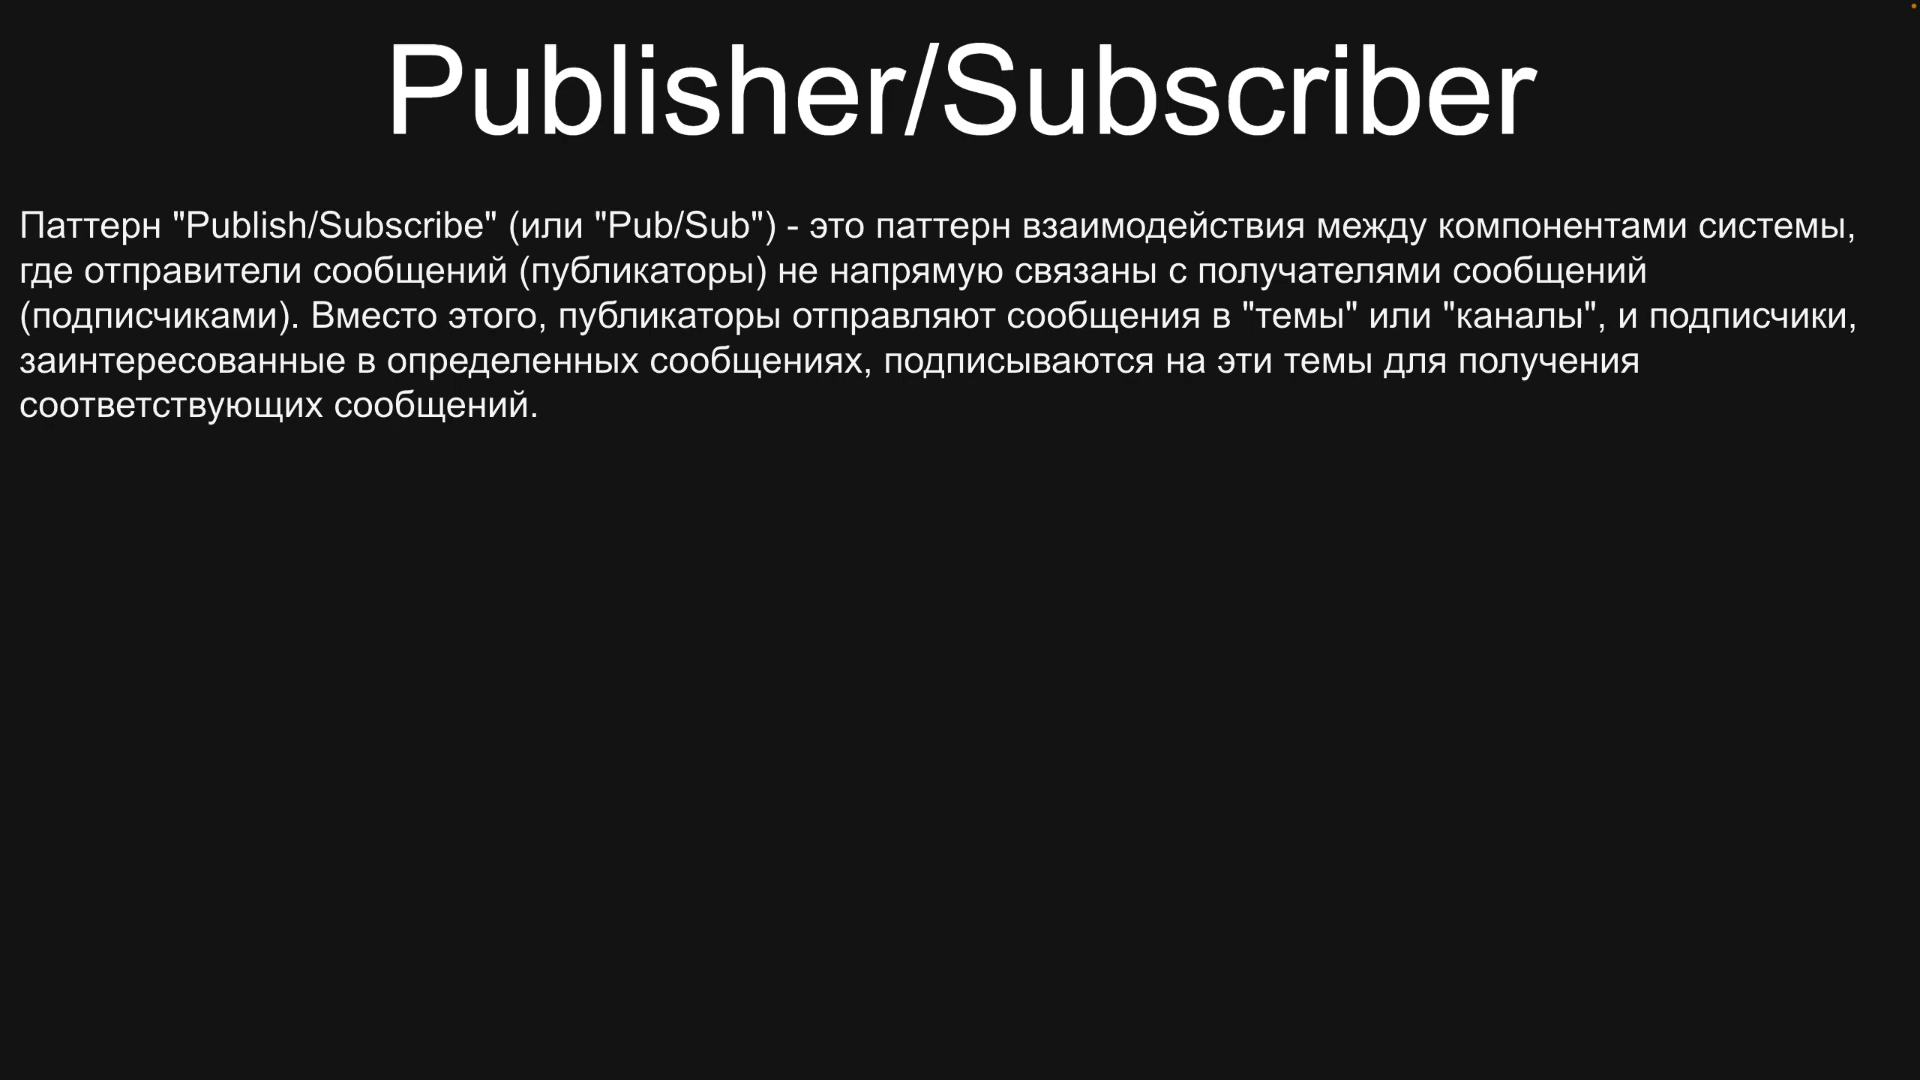 Publisher/Subscriber
Паттерн "Publish/Subscribe" (или "Pub/Sub") - это паттерн взаимодействия между компонентами системы,
где отправители сообщений (публикаторы) не напрямую связаны с получателями сообщений
(подписчиками). Вместо этого, публикаторы отправляют сообщения в "темы" или "каналы", и подписчики,
заинтересованные в определенных сообщениях, подписываются на эти темы для получения
соответствующих сообщений.